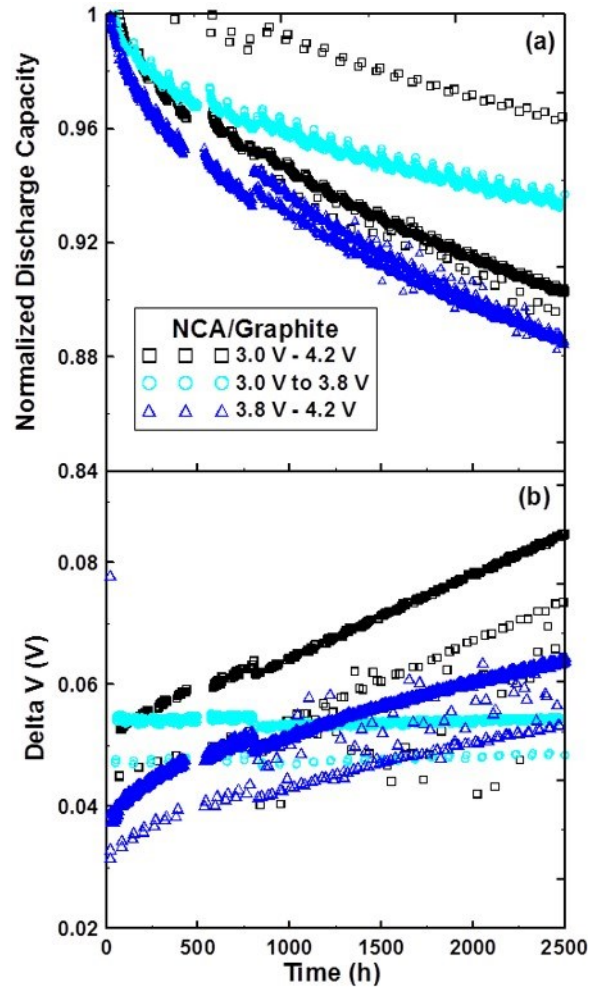 1
(a)
0.96
Normalized Discharge Capacity
0.92
NCA/Graphite
3.0 V - 4.2 V
3.0 V to 3.8 V
3.8 V - 4.2 V
0.88
0.84
(b)
0.08
Delta V (V)
0.06
0.04
0.02
0 500 1000 1500 2000 2500
Time (h)